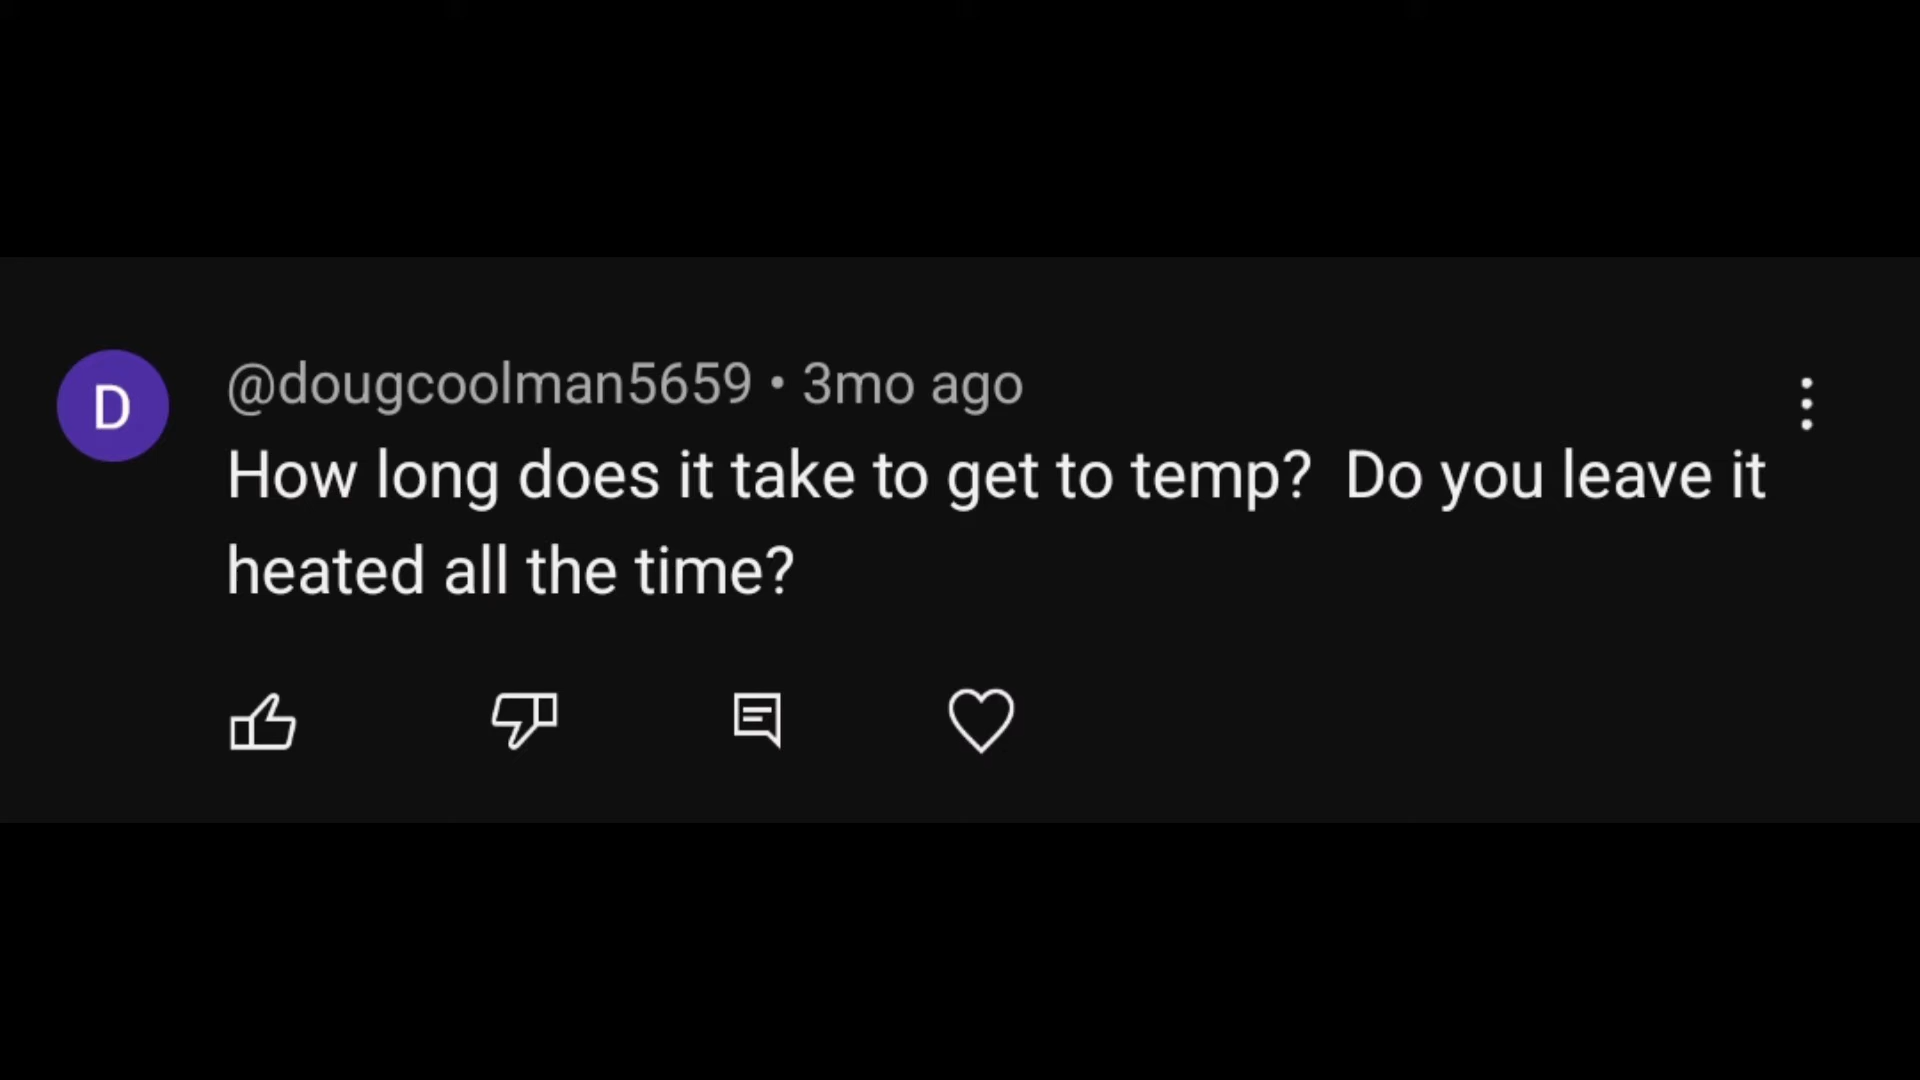 D
@dougcoolman5659 • 3mo ago
How long does it take to get to temp?  Do you leave it
heated all the time?